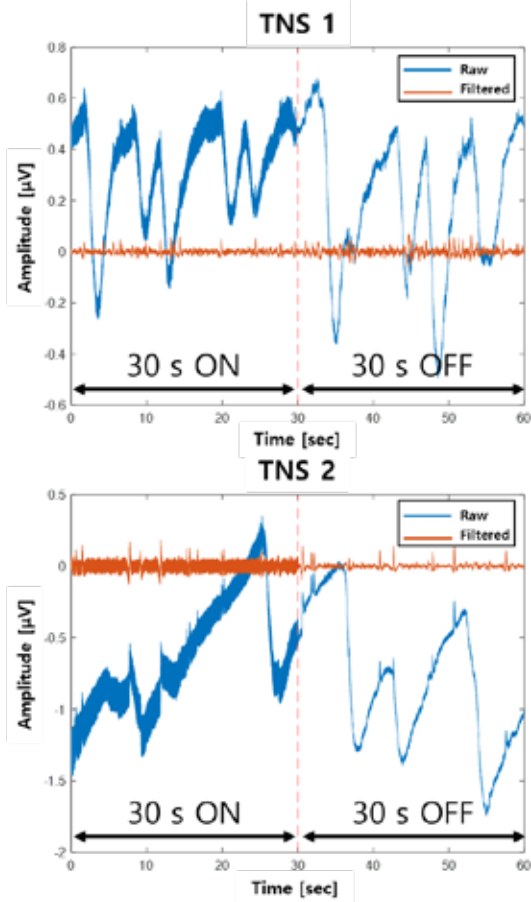 TNS 1
Raw
Filtered
Amplitude [μV]
0.8
0.6
0.4
0.2
0
0.2
0.4
-0.6
30 s ON
30 s OFF
0 10 20 30 40 50 60
Time [sec]
TNS 2
Raw
Filtered
Amplitude [μV]
0.5
0
-0.5
-1
-1.5
-2
30 s ON
30 s OFF
0 10 20 30 40 50 60
Time [sec]